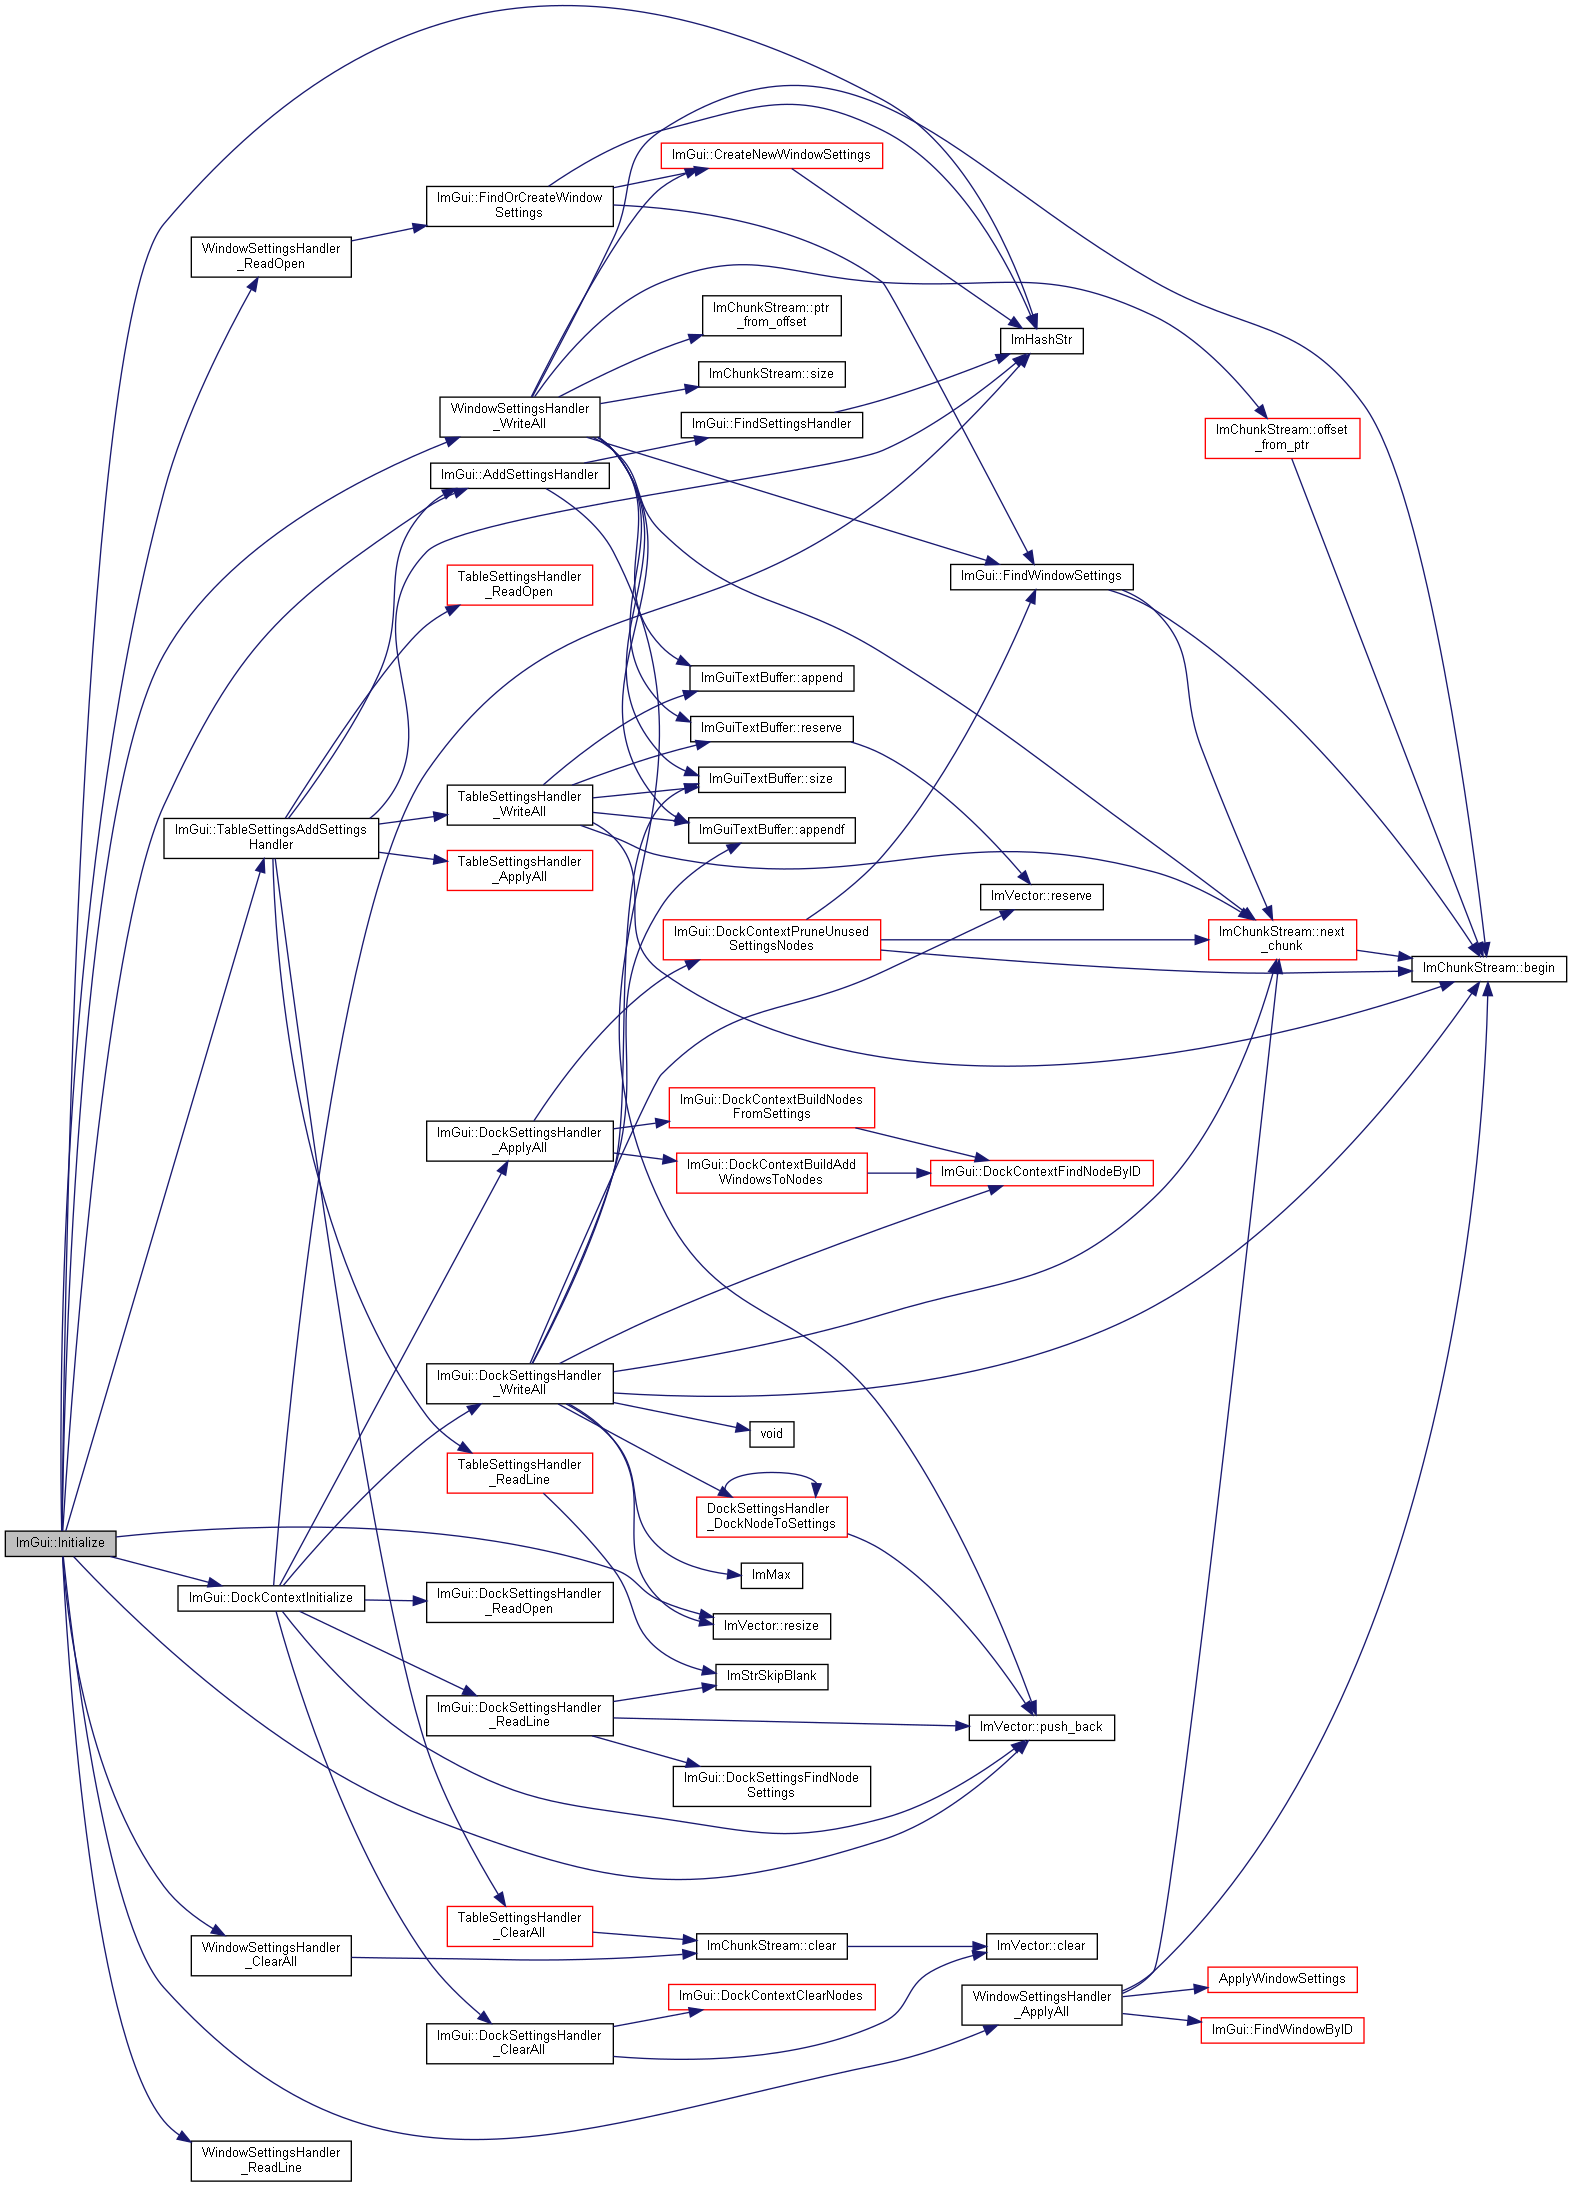 ImGui::CreateNewWindowSettings
ImGui::FindOrCreateWindow
Settings
WindowSettingsHandler
_ReadOpen
ImChunkStream::ptr
_from_offset
ImHashStr
ImChunkStream::size
WindowSettingsHandler
_WriteAll
ImGui::FindSettingsHandler
ImChunkStream::offset
_from_ptr
ImGui::AddSettingsHandler
TableSettingsHandler
_ReadOpen
ImGui::FindWindowSettings
ImGuiTextBuffer::append
ImGuiTextBuffer::reserve
ImGuiTextBuffer::size
TableSettingsHandler
_WriteAll
ImGuiTextBuffer::appendf
ImGui::TableSettingsAddSettings
Handler
TableSettingsHandler
_ApplyAll
ImVector::reserve
ImGui::DockContextPruneUnused
SettingsNodes
ImChunkStream::next
_chunk
ImChunkStream::begin
ImGui::DockContextBuildNodes
FromSettings
ImGui::DockSettingsHandler
_ApplyAll
ImGui::DockContextBuildAdd
WindowsToNodes
ImGui::DockContextFindNodeByID
ImGui::DockSettingsHandler
_WriteAll
void
TableSettingsHandler
_ReadLine
DockSettingsHandler
_DockNodeToSettings
ImGui::Initialize
ImMax
ImGui::DockContextInitialize
ImGui::DockSettingsHandler
_ReadOpen
ImVector::resize
ImStrSkipBlank
ImGui::DockSettingsHandler
_ReadLine
ImVector::push_back
ImGui::DockSettingsFindNode
Settings
TableSettingsHandler
_ClearAll
WindowSettingsHandler
_ClearAll
ImChunkStream::clear
ImVector::clear
ApplyWindowSettings
ImGui::DockContextClearNodes
WindowSettingsHandler
_ApplyAll
ImGui::FindWindowByID
ImGui::DockSettingsHandler
_ClearAll
WindowSettingsHandler
_ReadLine